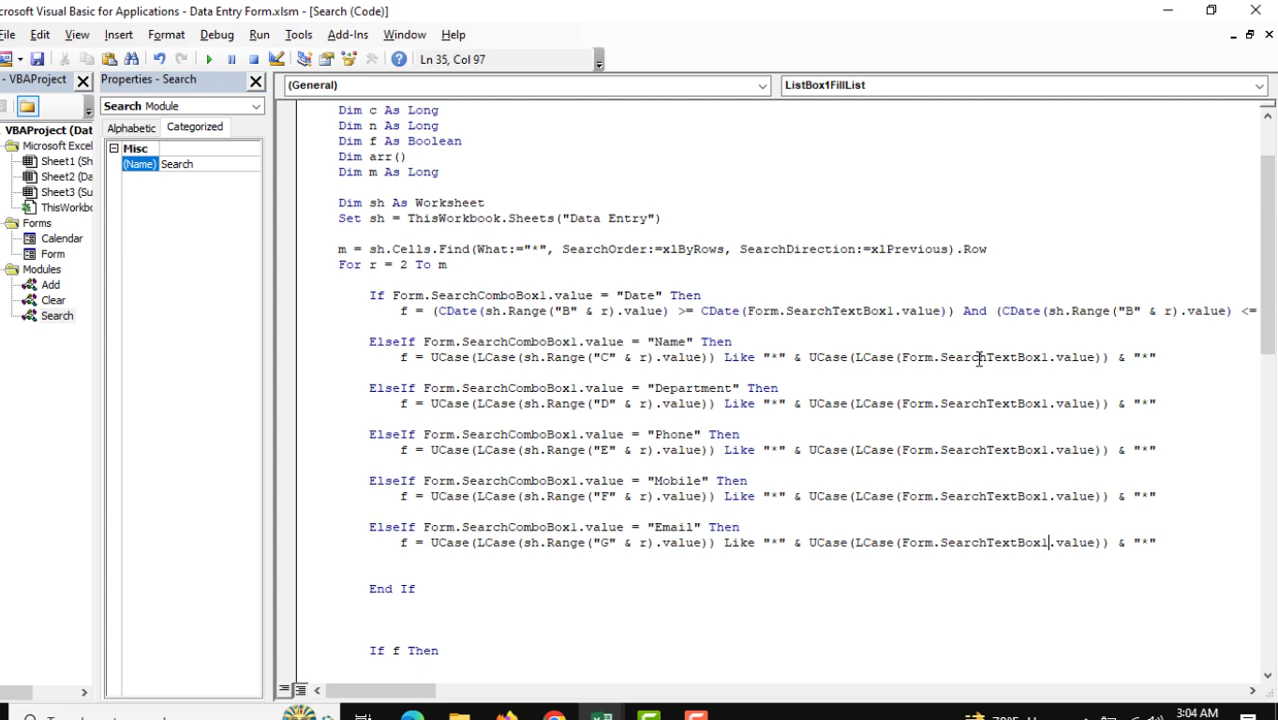 rosoft Visual Basic for Applications - Data Entry Form.xlsm - [Search (Code)]
File Edit View Insert Format Debug Run Tools Add-Ins Window Help
Ln 35, Col 97
- VBAProject
Properties - Search
(General)
ListBox1FillList
Search Module
Alphabetic Categorized
Misc
(Name) Search
VBAProject (Dat
Microsoft Excel
Sheet1 (Sh
Sheet2 (Da
Sheet3 (Su
ThisWorkbo
Forms
Calendar
Form
Modules
Add
Clear
Search
Dim c As Long
Dim n As Long
Dim f As Boolean
Dim arr()
Dim m As Long
Dim sh As Worksheet
Set sh = ThisWorkbook.Sheets("Data Entry")
m = sh.Cells.Find(What:="*", SearchOrder:=xlByRows, SearchDirection:=xlPrevious).Row
For r = 2 To m
If Form.SearchComboBox1.value = "Date" Then
f = (CDate(sh.Range("B" & r).value) >= CDate(Form.SearchTextBox1.value)) And (CDate(sh.Range("B" & r).value) <=
ElseIf Form.SearchComboBox1.value = "Name" Then
f = UCase(LCase(sh.Range("C" & r).value)) Like "*" & UCase(LCase(Form.SearchTextBox1.value)) & "*"
ElseIf Form.SearchComboBox1.value = "Department" Then
f = UCase(LCase(sh.Range("D" & r).value)) Like "*" & UCase(LCase(Form.SearchTextBox1.value)) & "*"
ElseIf Form.SearchComboBox1.value = "Phone" Then
f = UCase(LCase(sh.Range("E" & r).value)) Like "*" & UCase(LCase(Form.SearchTextBox1.value)) & "*"
ElseIf Form.SearchComboBox1.value = "Mobile" Then
f = UCase(LCase(sh.Range("F" & r).value)) Like "*" & UCase(LCase(Form.SearchTextBox1.value)) & "*"
ElseIf Form.SearchComboBox1.value = "Email" Then
f = UCase(LCase(sh.Range("G" & r).value)) Like "*" & UCase(LCase(Form.SearchTextBox1.value)) & "*"
End If
If f Then
3:04 AM